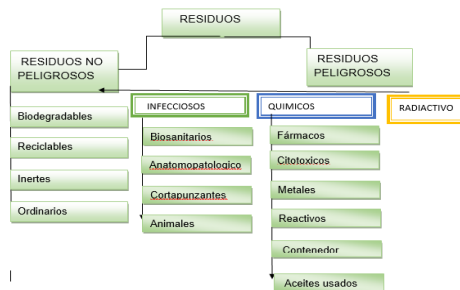 RESIDUOS
RESIDUOS NO
PELIGROSOS
RESIDUOS
PELIGROSOS
INFECCIOSOS
QUIMICOS
RADIACTIVO
Biodegradables
Reciclables
Inertes
Ordinarios
Biosanitarios
Anatomopatologico
Cortapunzantes
Animales
Fármacos
Citotoxicos
Metales
Reactivos
Contenedor
Aceites usados